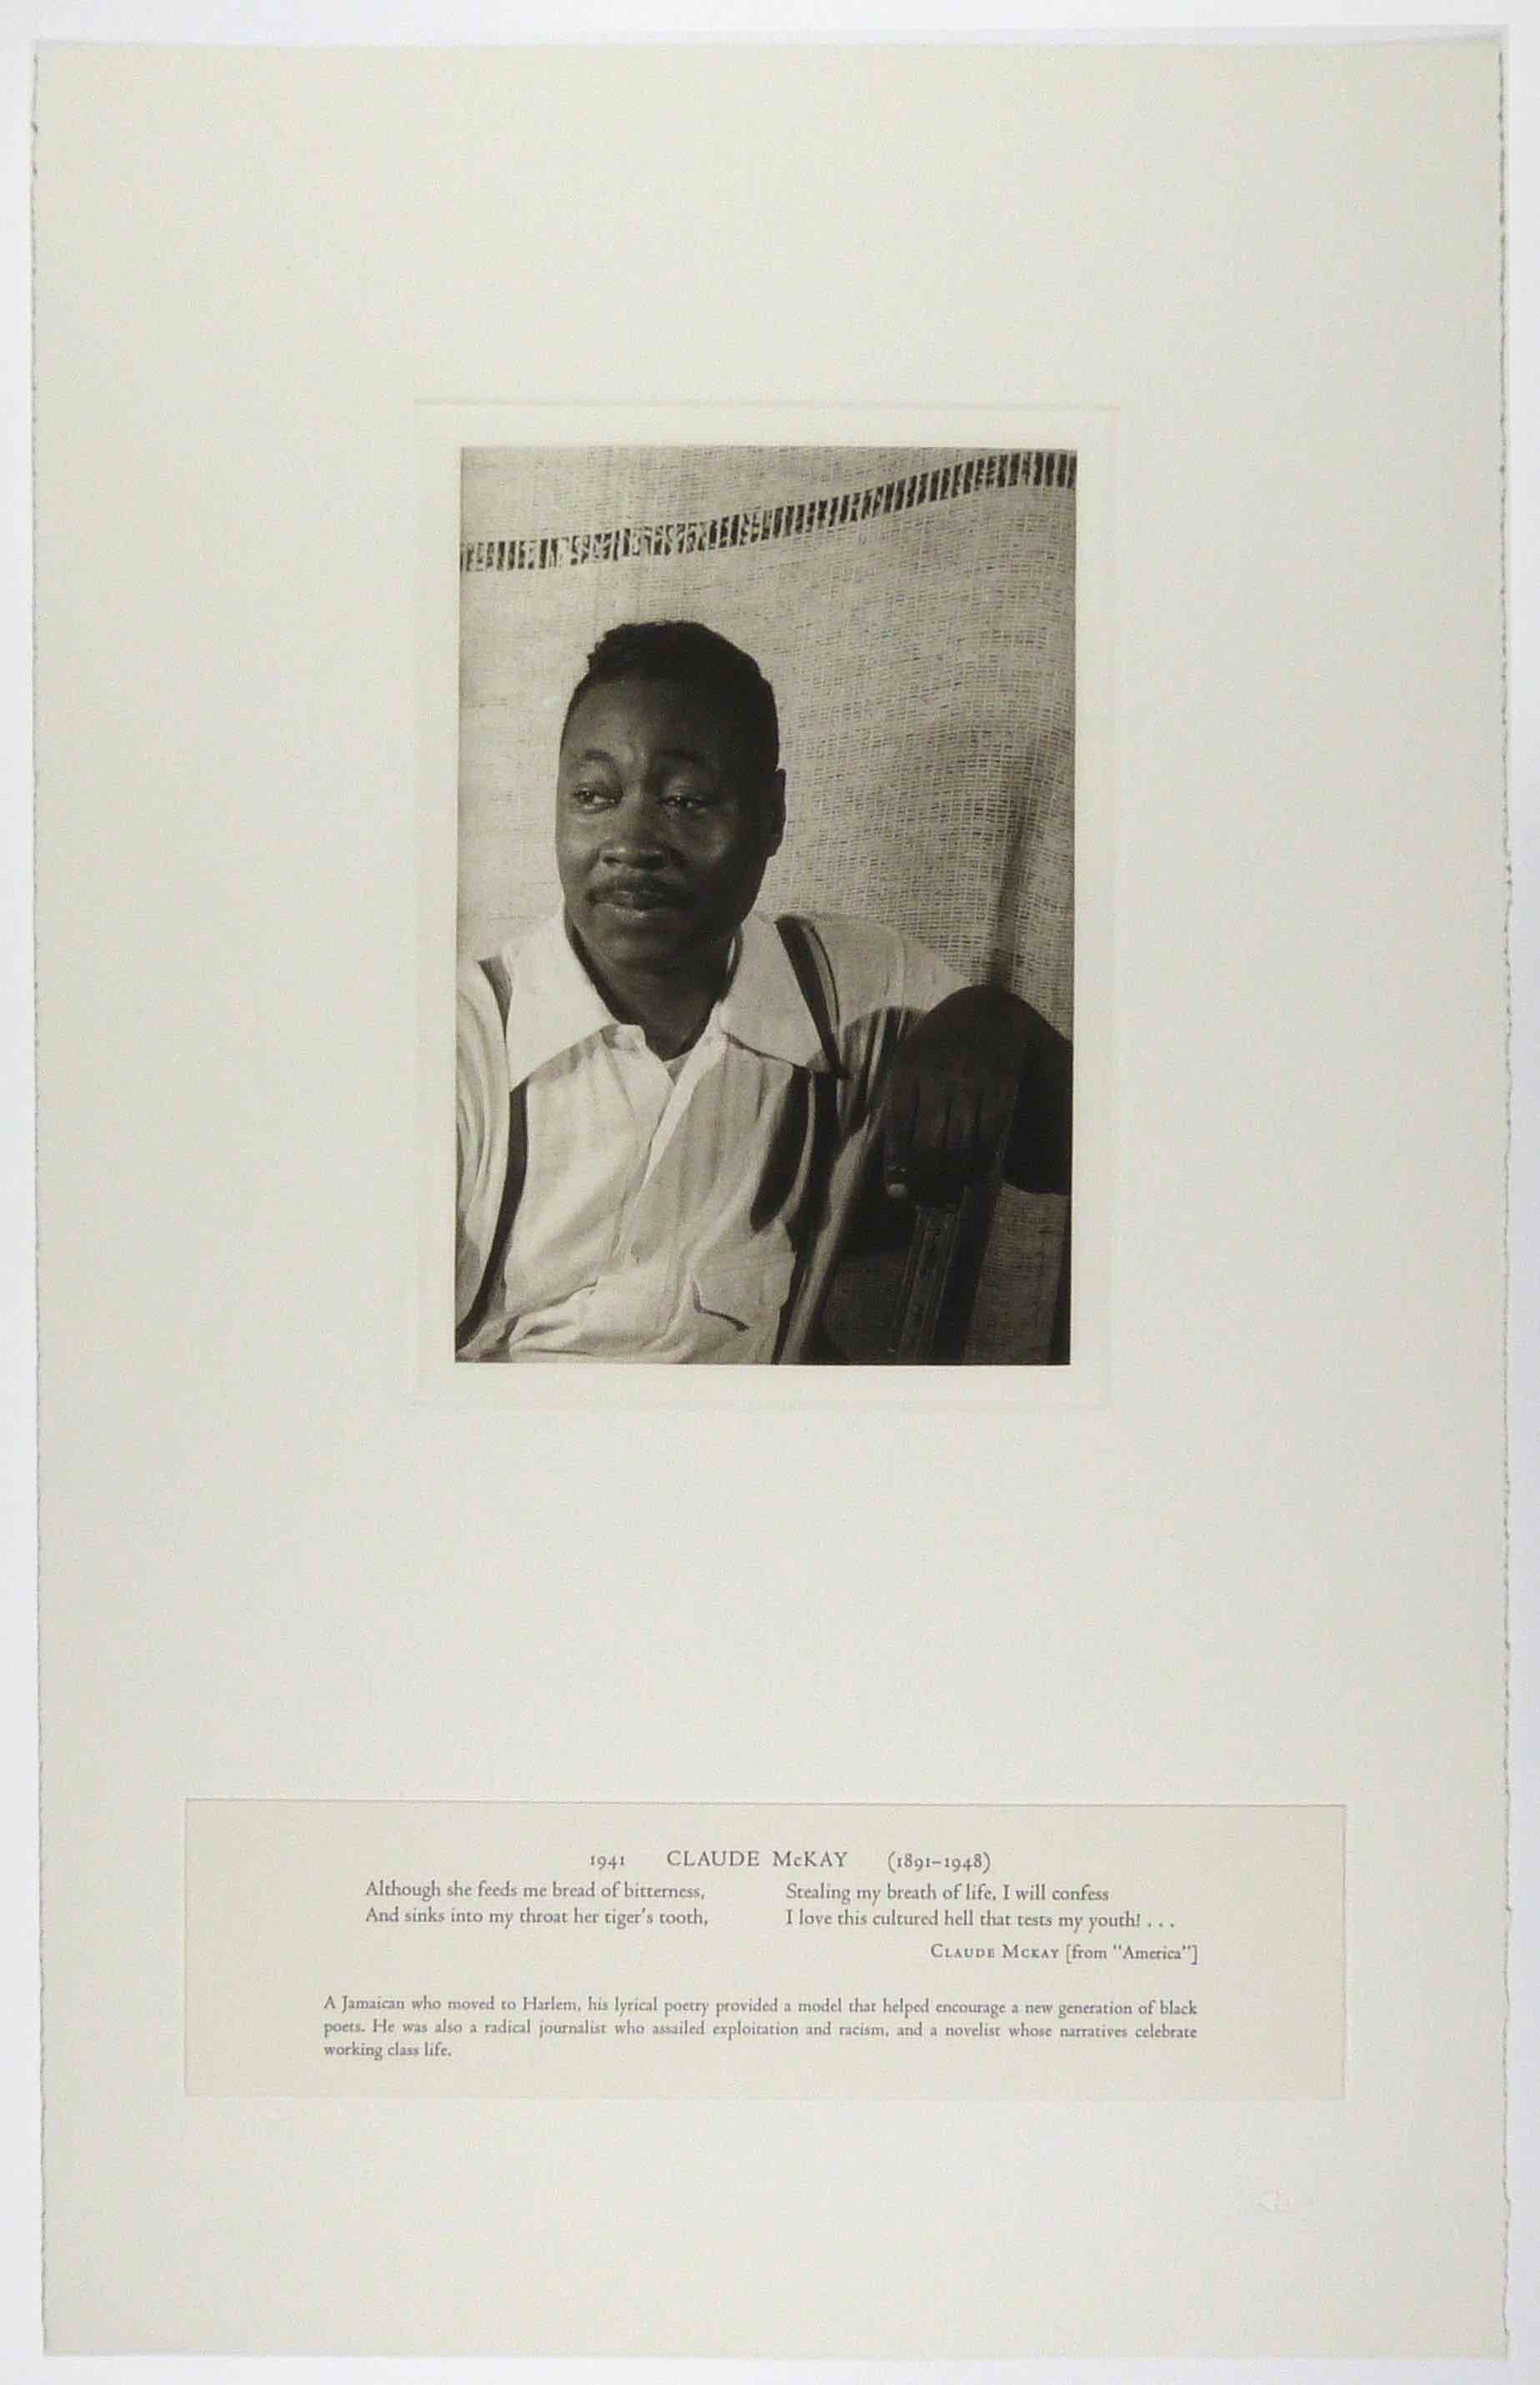 1941 CLAUDE McKAY (1891–1948)
Although she feeds me bread of bitterness,
And sinks into my throat her tiger's tooth,
Stealing my breath of life, I will confess
I love this cultured hell that tests my youth! . . .
CLAUDE MCKAY [from "America"]
A Jamaican who moved to Harlem, his lyrical poetry provided a model that helped encourage a new generation of black
poets. He was also a radical journalist who assailed exploitation and racism, and a novelist whose narratives celebrate
working class life.